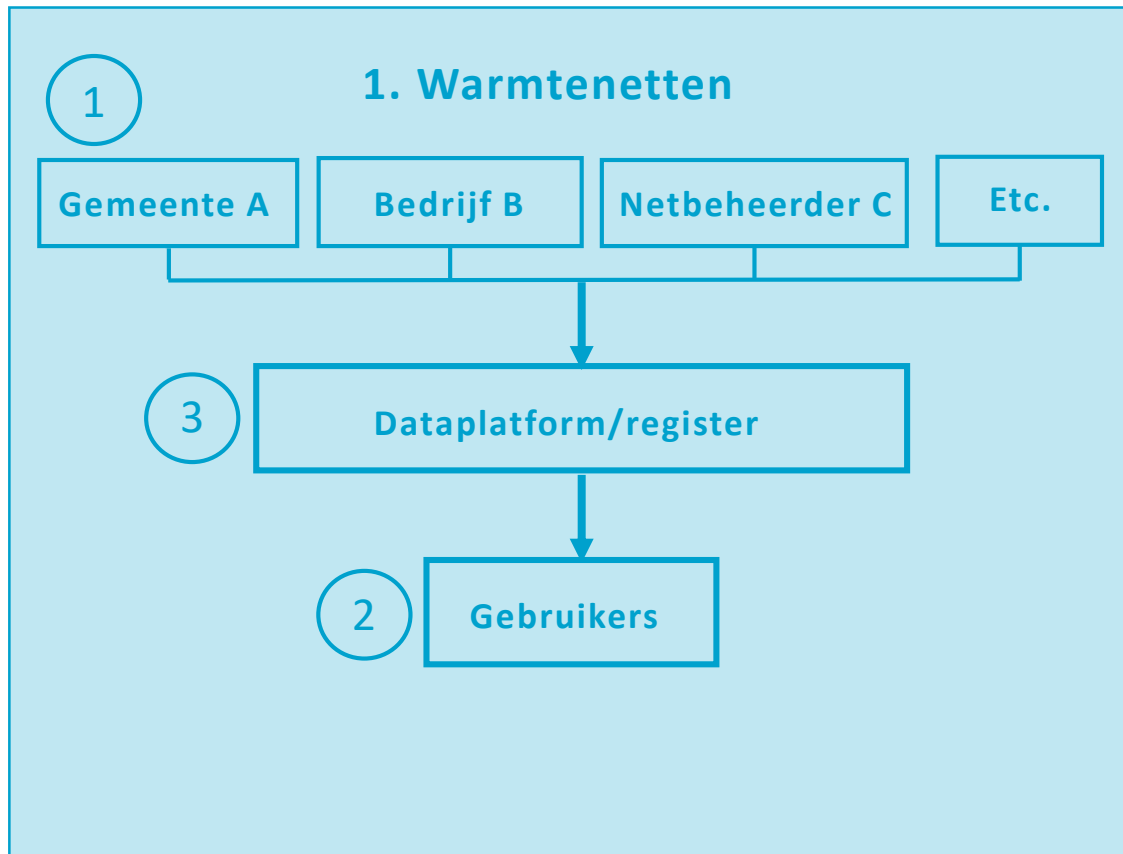 1
1. Warmtenetten
Gemeente A
Bedrijf B
Netbeheerder C
Etc.
3
Dataplatform/register
2
Gebruikers